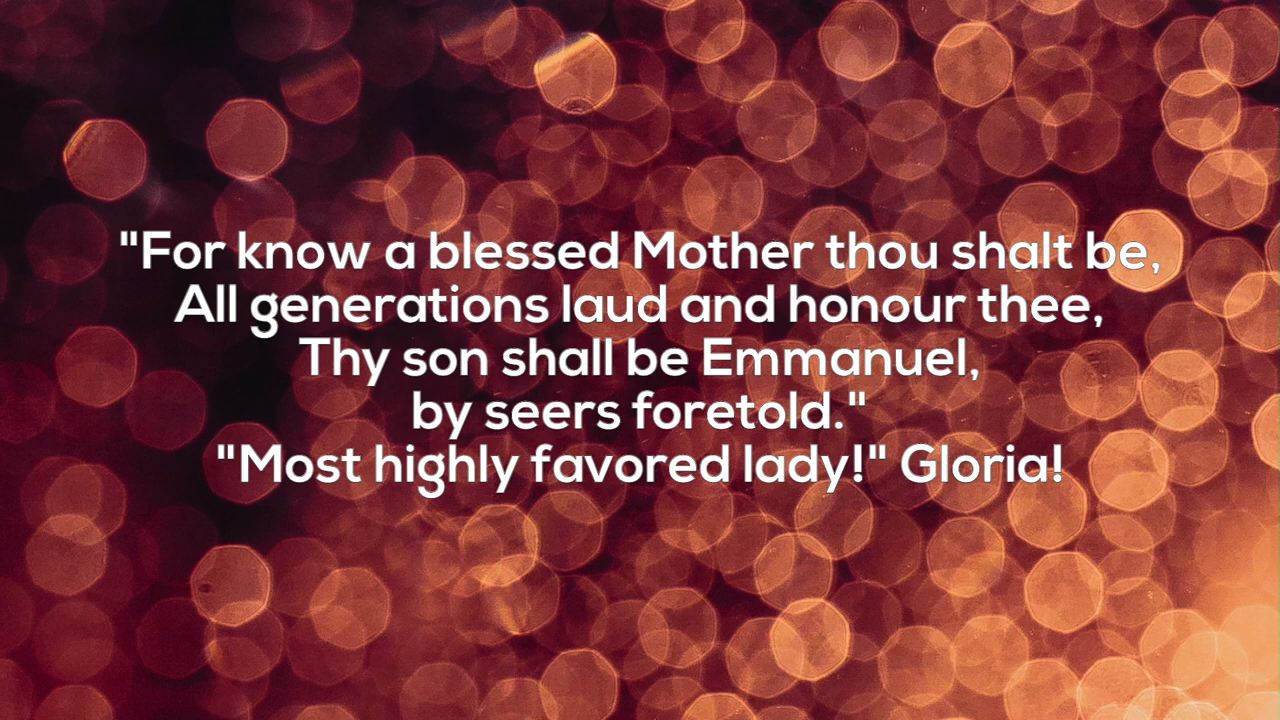 "For know a blessed Mother thou shalt be,
All generations laud and honour thee,
Thy son shall be Emmanuel,
by seers foretold."
"Most highly favored lady!" Gloria!